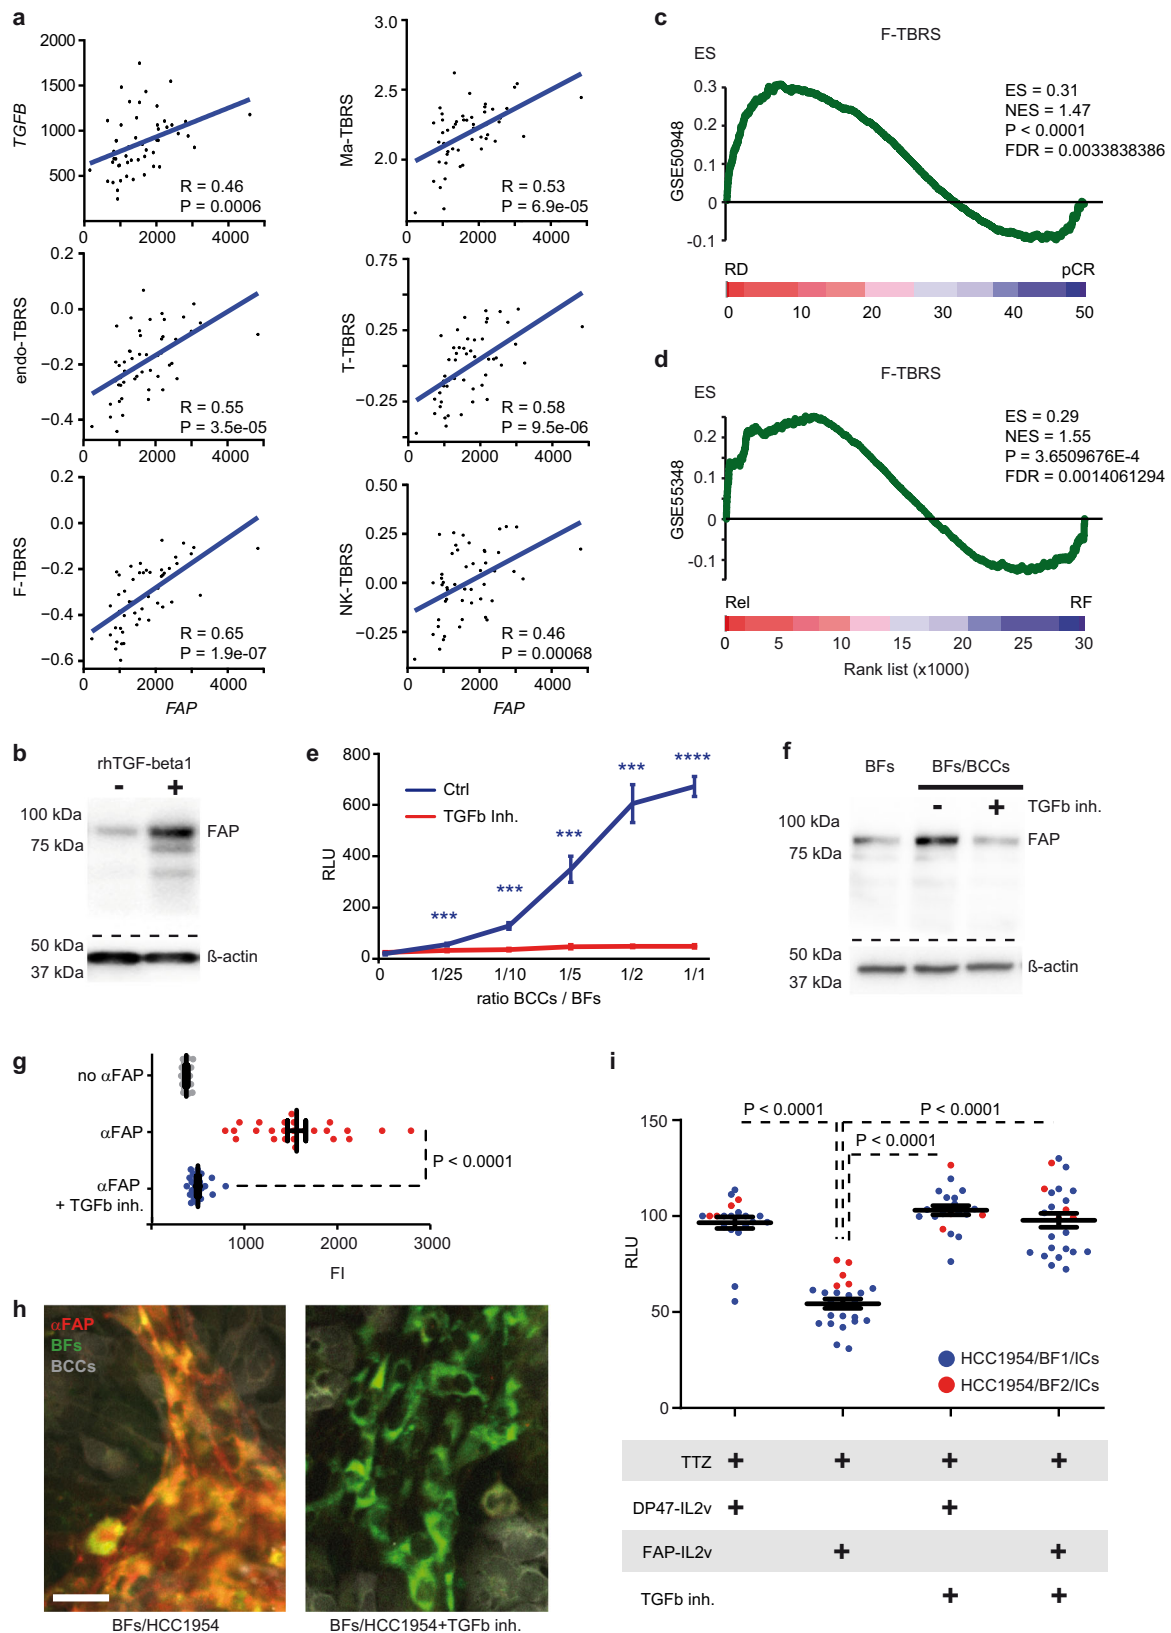 a
TGFB
2000
1500
1000
500
R = 0.46
P = 0.0006
0 2000 4000
Ma-TBRS
3.0
2.5
2.0
R = 0.53
P = 6.9e-05
0 2000 4000
endo-TBRS
0.2
0.0
−0.2
−0.4
R = 0.55
P = 3.5e-05
0 2000 4000
T-TBRS
0.75
0.25
−0.25
R = 0.58
P = 9.5e-06
0 2000 4000
F-TBRS
0.2
0.0
−0.2
−0.4
−0.6
R = 0.65
P = 1.9e-07
0 2000 4000
FAP
NK-TBRS
0.50
0.25
0.00
−0.25
R = 0.46
P = 0.00068
0 2000 4000
FAP
c
F-TBRS
ES
GSE50948
0.3
0.2
0.1
0
-0.1
ES = 0.31
NES = 1.47
P < 0.0001
FDR = 0.0033838386
RD pCR
0 10 20 30 40 50
d
F-TBRS
ES
GSE55348
0.2
0.1
0
-0.1
ES = 0.29
NES = 1.55
P = 3.6509676E-4
FDR = 0.0014061294
Rel RF
0 5 10 15 20 25 30
Rank list (x1000)
b
rhTGF-beta1
- +
100 kDa
75 kDa
FAP
50 kDa
37 kDa
ß-actin
e
RLU
800
600
400
200
0
Ctrl
TGFb Inh.
*** *** *** *** ****
0 1/25 1/10 1/5 1/2 1/1
ratio BCCs / BFs
f
BFs BFs/BCCs
- + TGFb inh.
100 kDa
75 kDa
FAP
50 kDa
37 kDa
ß-actin
g
no αFAP
αFAP
αFAP
+ TGFb inh.
P < 0.0001
1000 2000 3000
FI
h
αFAP
BFs
BCCs
BFs/HCC1954
BFs/HCC1954+TGFb inh.
i
P < 0.0001 P < 0.0001
P < 0.0001
RLU
150
100
50
0
HCC1954/BF1/ICs
HCC1954/BF2/ICs
TTZ + + + +
DP47-IL2v + +
FAP-IL2v + +
TGFb inh. + +